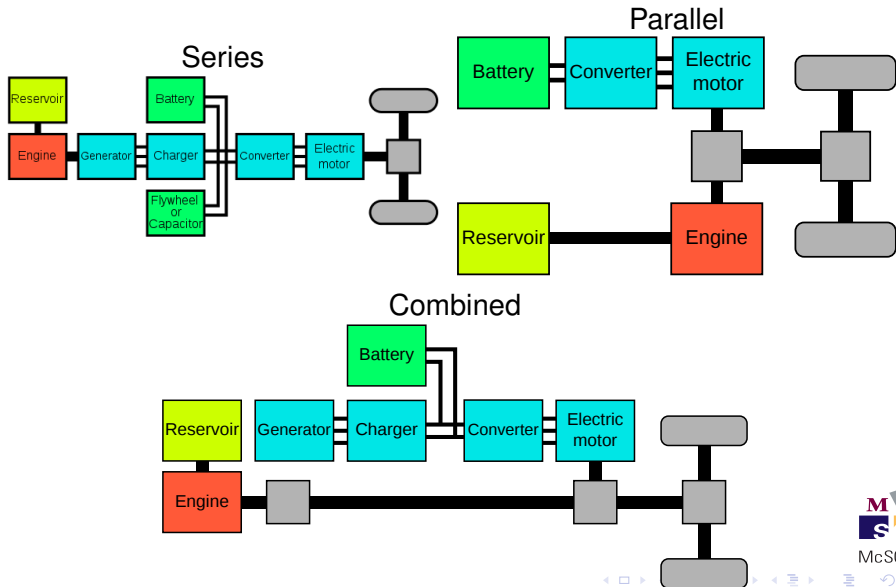 Series
Reservoir
Battery
Engine
Generator
Charger
Converter
Electric
motor
Flywheel
or
Capacitor
Parallel
Battery
Converter
Electric
motor
Reservoir
Engine
Combined
Battery
Reservoir
Generator
Charger
Converter
Electric
motor
Engine
M
S